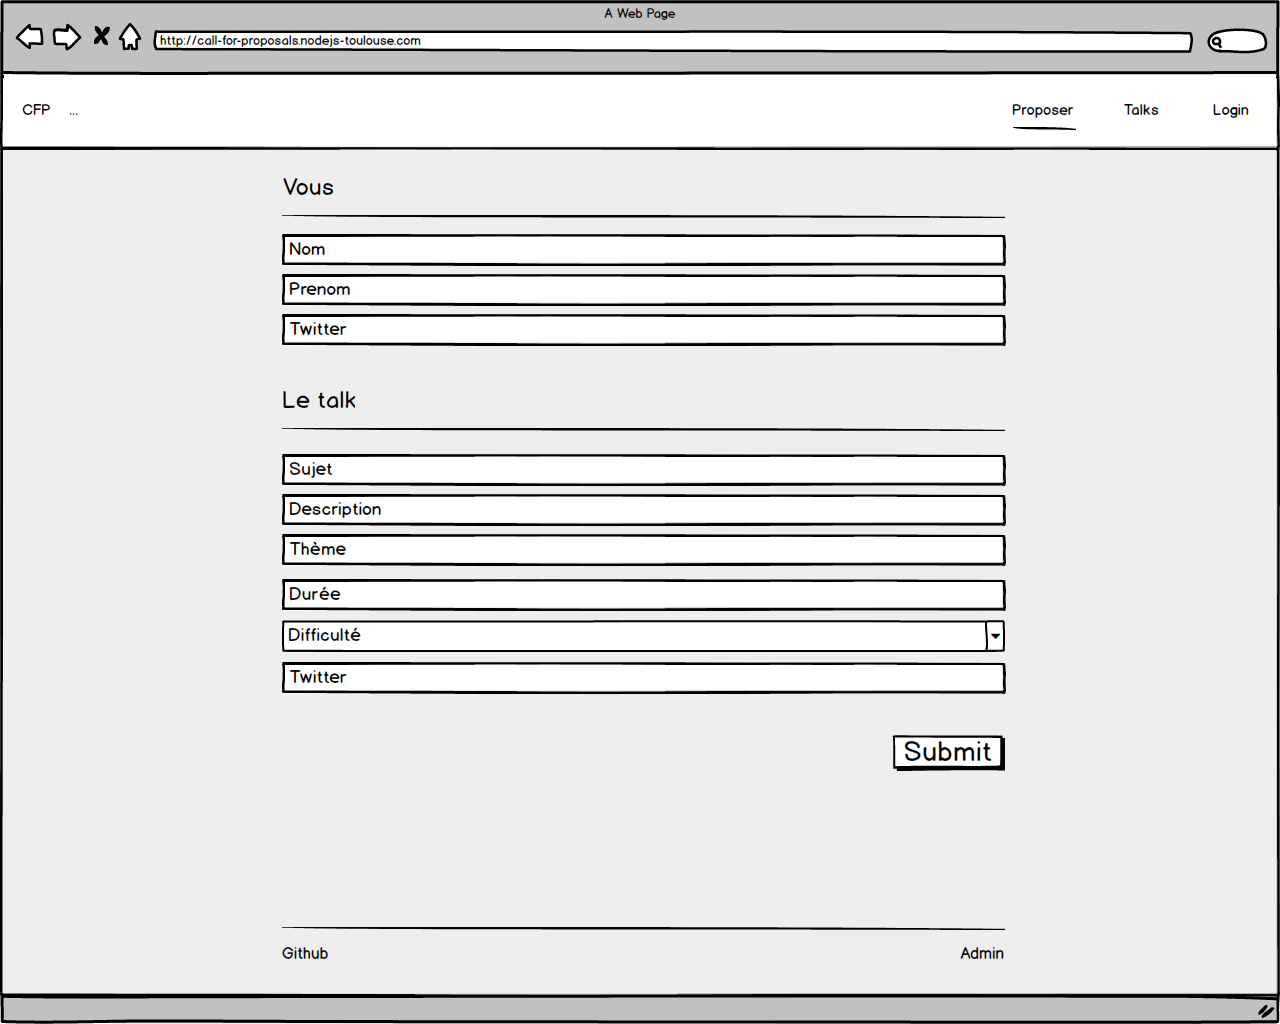 A Web Page
http://call-for-proposals.nodejs-toulouse.com
CFP ... Proposer Talks Login
Vous
Nom
Prenom
Twitter
Le talk
Sujet
Description
Thème
Durée
Difficulté
Twitter
Submit
Github Admin